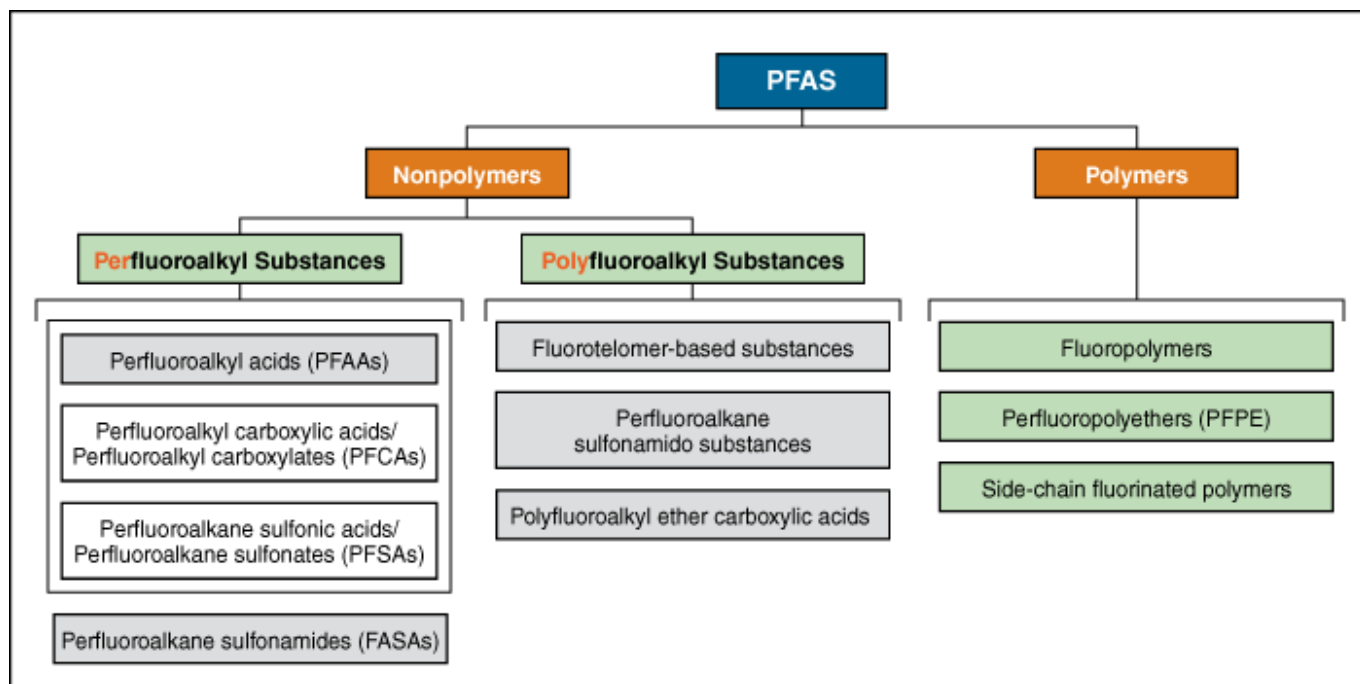 PFAS
Nonpolymers
Polymers
Perfluoroalkyl Substances
Polyfluoroalkyl Substances
Perfluoroalkyl acids (PFAAs)
Perfluoroalkyl carboxylic acids/
Perfluoroalkyl carboxylates (PFCAs)
Perfluoroalkane sulfonic acids/
Perfluoroalkane sulfonates (PFSAs)
Perfluoroalkane sulfonamides (FASAs)
Fluorotelomer-based substances
Perfluoroalkane
sulfonamido substances
Polyfluoroalkyl ether carboxylic acids
Fluoropolymers
Perfluoropolyethers (PFPE)
Side-chain fluorinated polymers